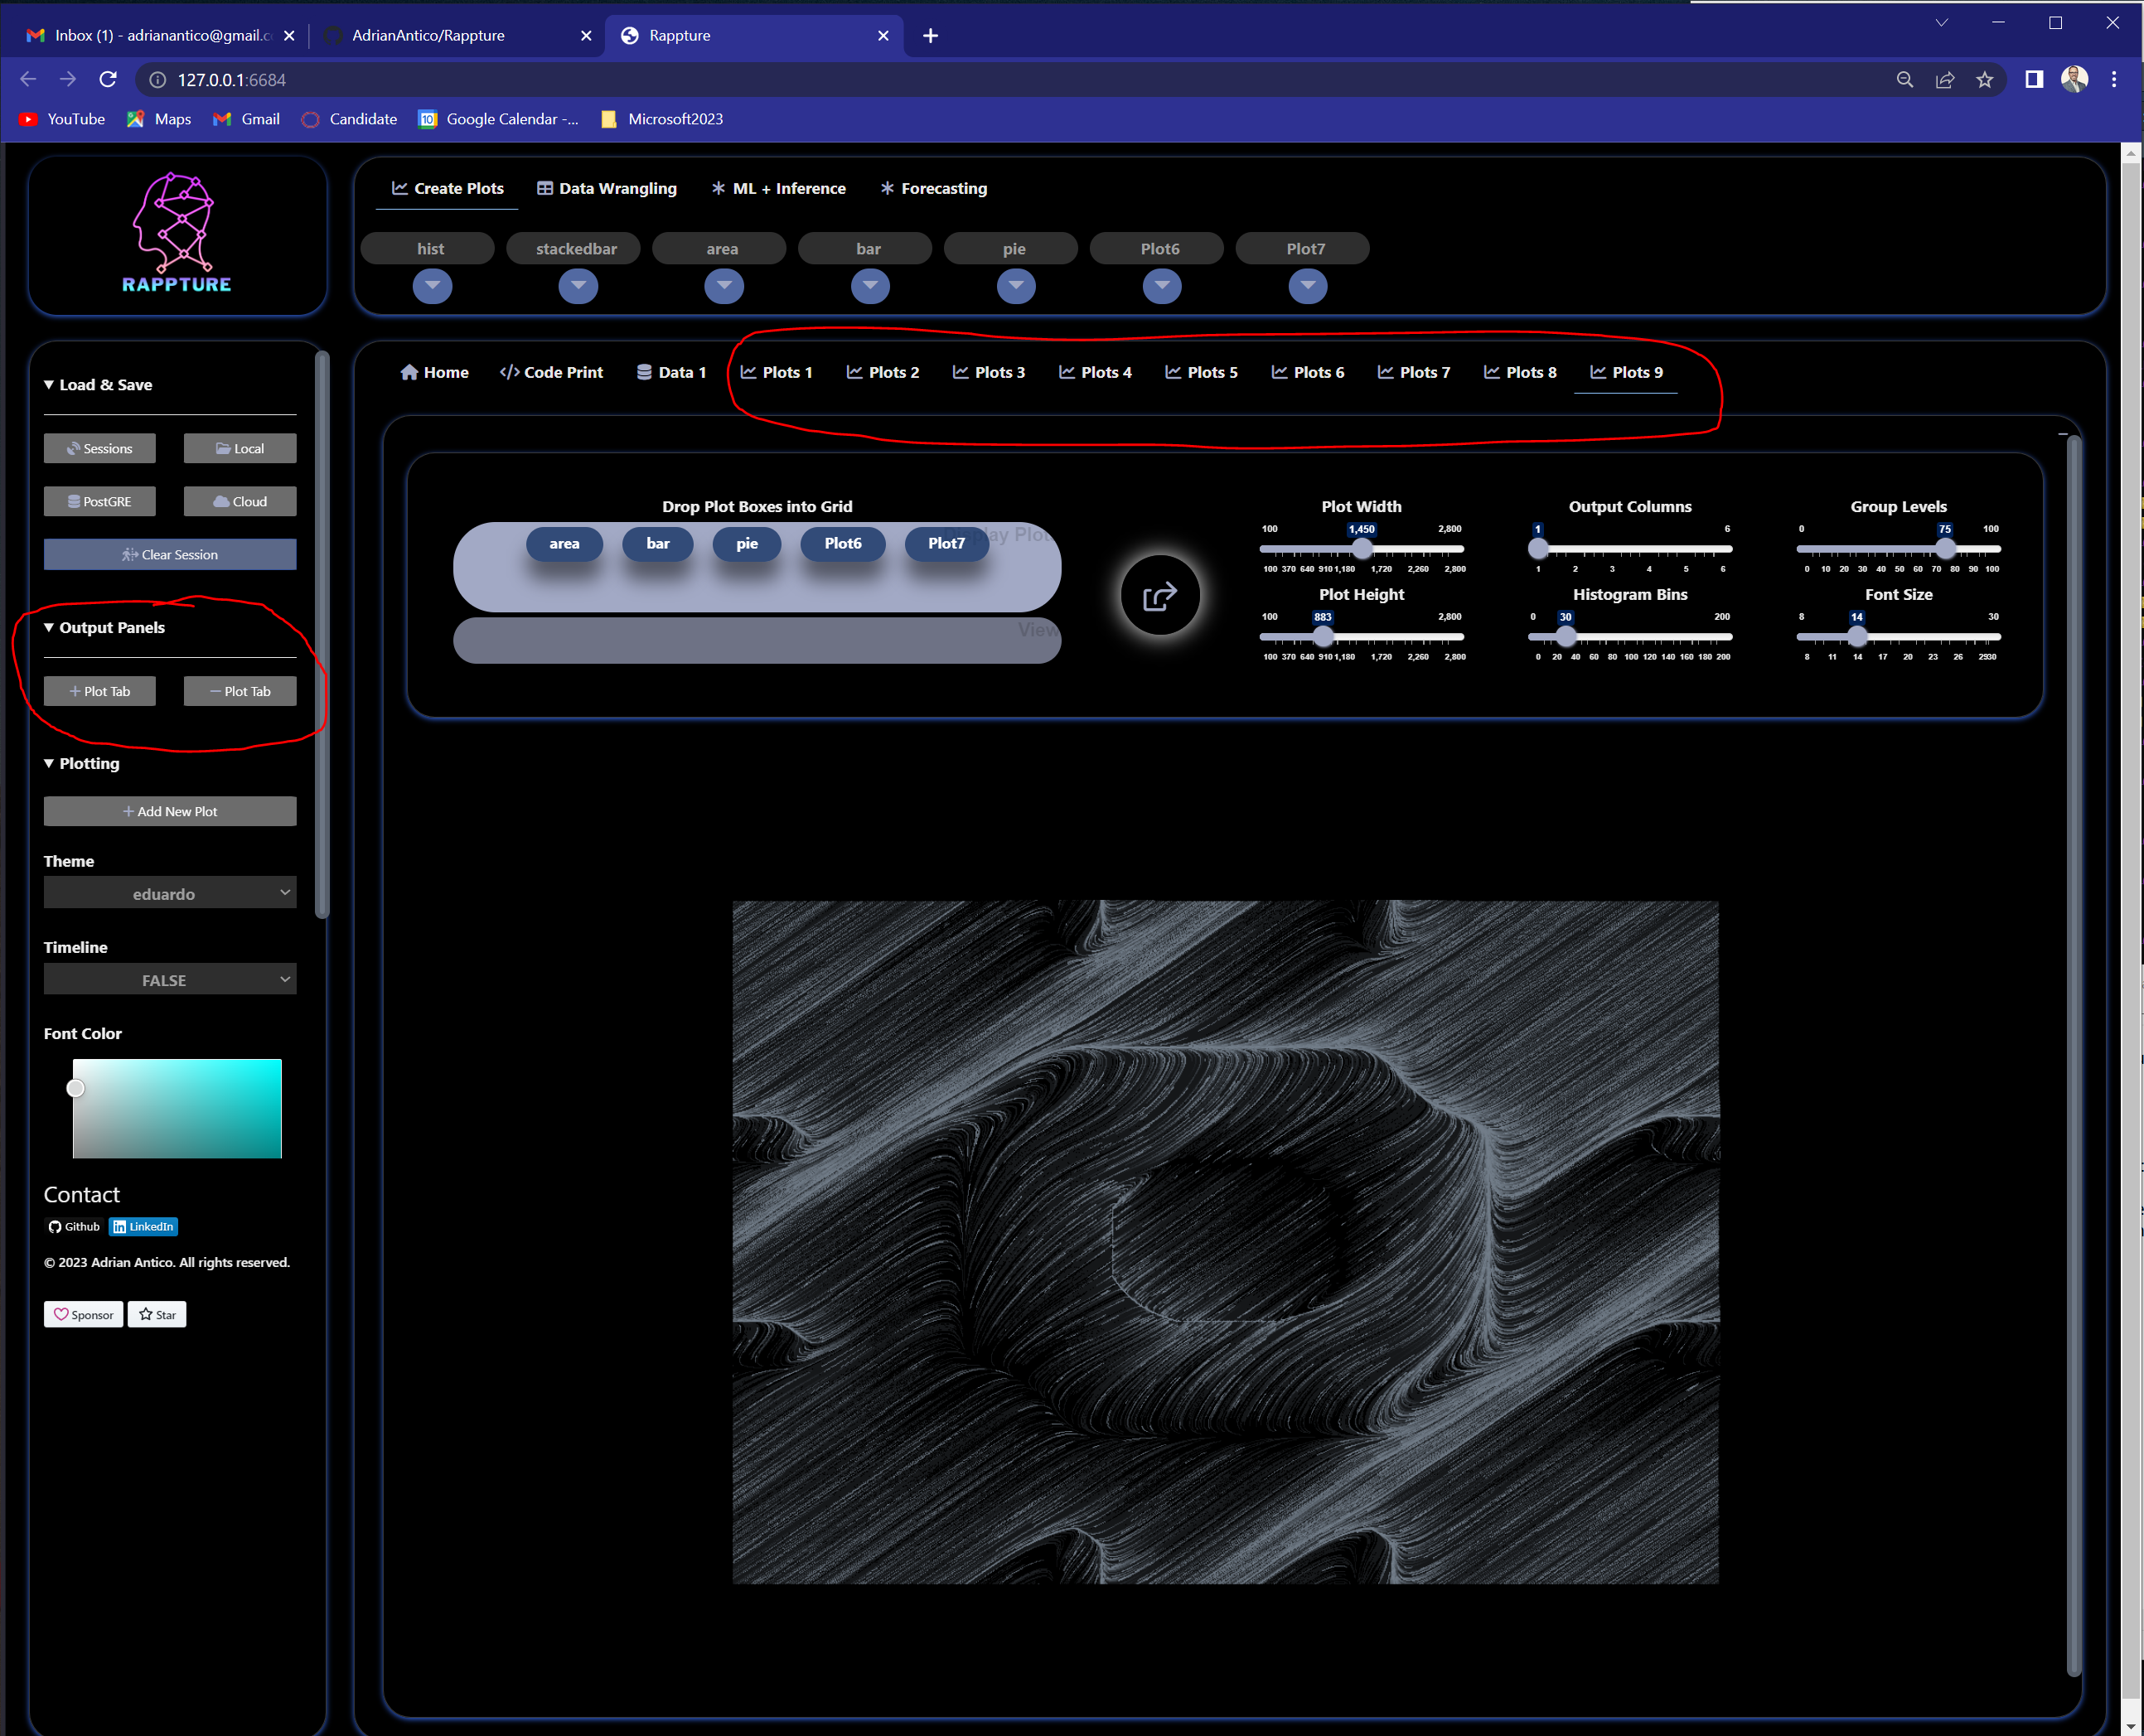 Inbox (1) - adrianantico@gmail.c
AdrianAntico/Rappture
Rappture
127.0.0.1:6684
YouTube Maps Gmail Candidate 10 Google Calendar -... Microsoft2023
RAPPTURE
Create Plots Data Wrangling ML + Inference Forecasting
hist stackedbar area bar pie Plot6 Plot7
Load & Save
Sessions Local
PostGRE Cloud
Clear Session
Output Panels
+ Plot Tab − Plot Tab
Plotting
+ Add New Plot
Theme
eduardo
Timeline
FALSE
Font Color
Contact
Github LinkedIn
© 2023 Adrian Antico. All rights reserved.
Sponsor Star
Home </> Code Print Data 1 Plots 1 Plots 2 Plots 3 Plots 4 Plots 5 Plots 6 Plots 7 Plots 8 Plots 9
Drop Plot Boxes into Grid
area bar pie Plot6 Plot7
View
Plot Width
100 1,450 2,800
100 370 640 910 1,180 1,720 2,260 2,800
Plot Height
100 883 2,800
100 370 640 910 1,180 1,720 2,260 2,800
Output Columns
1 6
1 2 3 4 5 6
Histogram Bins
0 30 200
0 20 40 60 80 100 120 140 160 180 200
Group Levels
0 75 100
0 10 20 30 40 50 60 70 80 90 100
Font Size
8 14 30
8 11 14 17 20 23 26 29 30